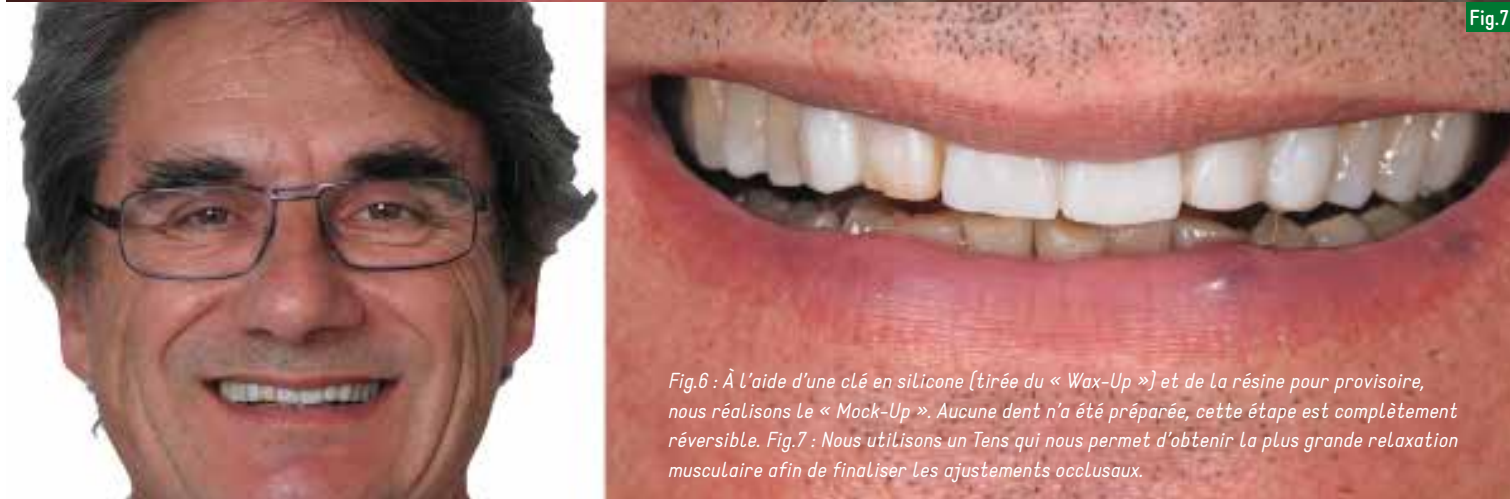 Fig.7
Fig.6 : À l’aide d’une clé en silicone (tirée du « Wax-Up ») et de la résine pour provisoire,
nous réalisons le « Mock-Up ». Aucune dent n’a été préparée, cette étape est complètement
réversible. Fig.7 : Nous utilisons un Tens qui nous permet d’obtenir la plus grande relaxation
musculaire afin de finaliser les ajustements occlusaux.